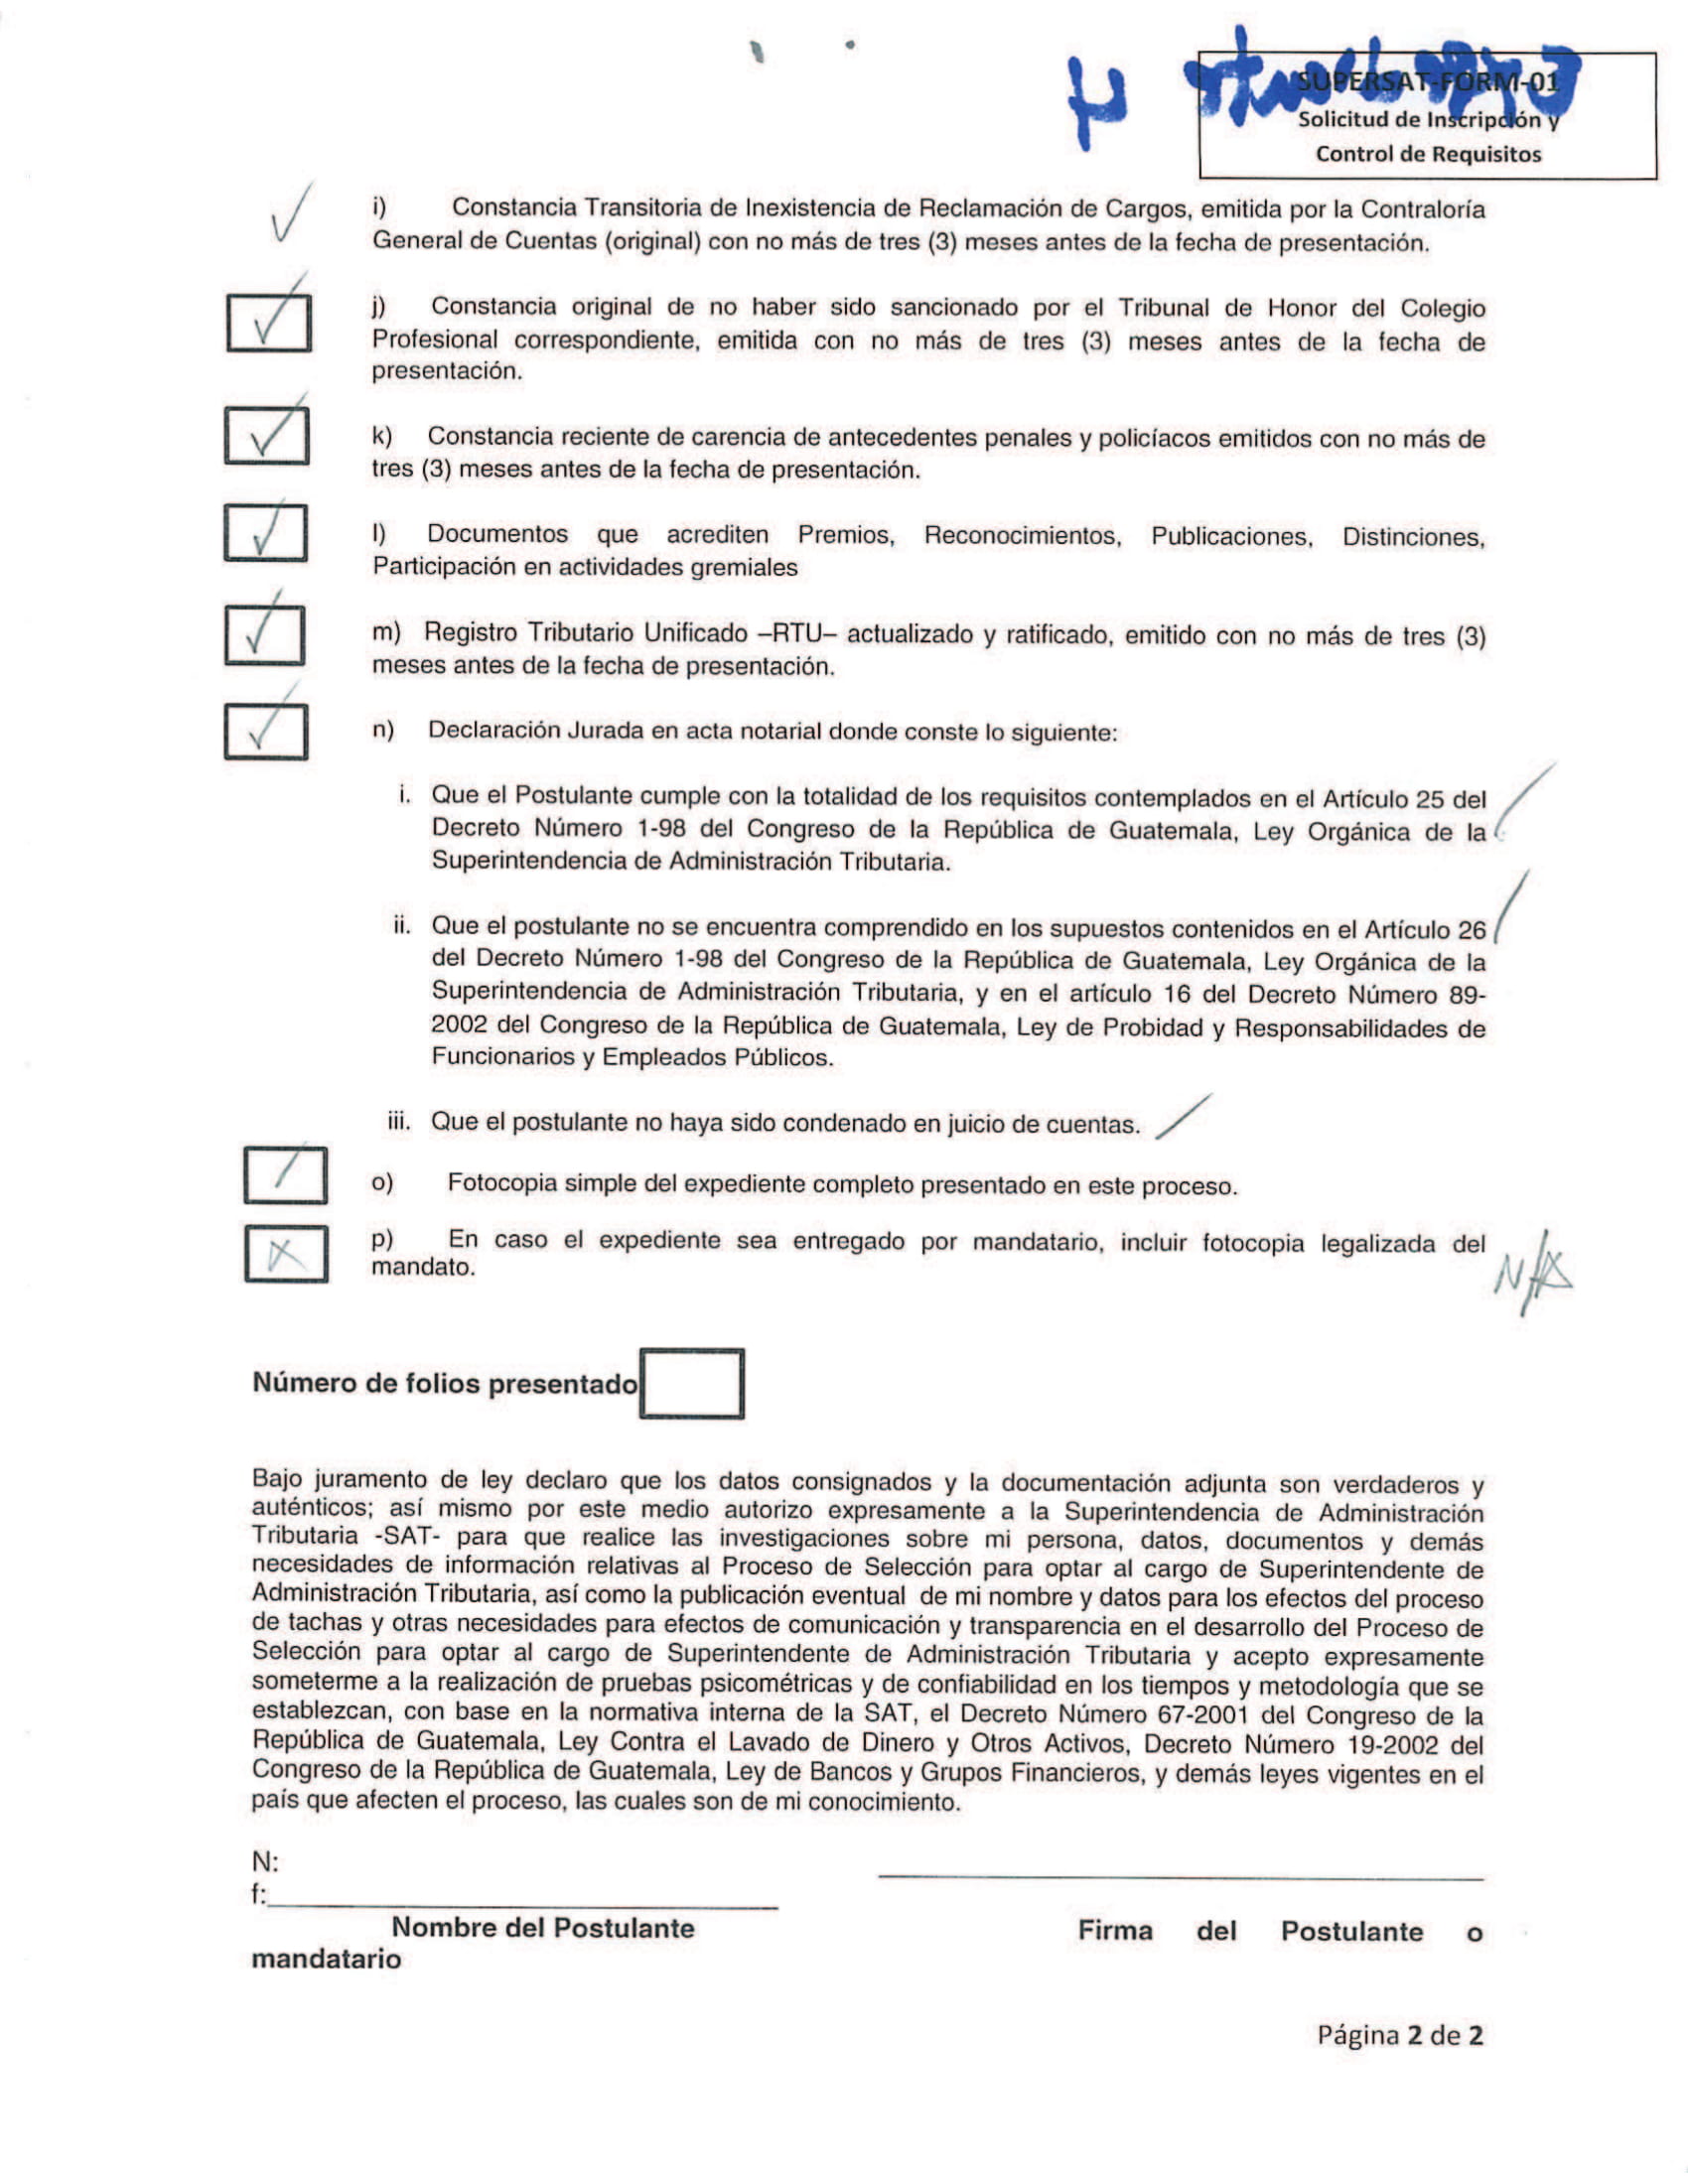 SUPERSAT-FORM-01
Solicitud de Inscripción y
Control de Requisitos
i) Constancia Transitoria de Inexistencia de Reclamación de Cargos, emitida por la Contraloría
General de Cuentas (original) con no más de tres (3) meses antes de la fecha de presentación.
j) Constancia original de no haber sido sancionado por el Tribunal de Honor del Colegio
Profesional correspondiente, emitida con no más de tres (3) meses antes de la fecha de
presentación.
k) Constancia reciente de carencia de antecedentes penales y policíacos emitidos con no más de
tres (3) meses antes de la fecha de presentación.
l) Documentos que acrediten Premios, Reconocimientos, Publicaciones, Distinciones,
Participación en actividades gremiales
m) Registro Tributario Unificado –RTU– actualizado y ratificado, emitido con no más de tres (3)
meses antes de la fecha de presentación.
n) Declaración Jurada en acta notarial donde conste lo siguiente:
i. Que el Postulante cumple con la totalidad de los requisitos contemplados en el Artículo 25 del
Decreto Número 1-98 del Congreso de la República de Guatemala, Ley Orgánica de la
Superintendencia de Administración Tributaria.
ii. Que el postulante no se encuentra comprendido en los supuestos contenidos en el Artículo 26
del Decreto Número 1-98 del Congreso de la República de Guatemala, Ley Orgánica de la
Superintendencia de Administración Tributaria, y en el artículo 16 del Decreto Número 89-
2002 del Congreso de la República de Guatemala, Ley de Probidad y Responsabilidades de
Funcionarios y Empleados Públicos.
iii. Que el postulante no haya sido condenado en juicio de cuentas.
o) Fotocopia simple del expediente completo presentado en este proceso.
p) En caso el expediente sea entregado por mandatario, incluir fotocopia legalizada del
mandato.
N/A
Número de folios presentado
Bajo juramento de ley declaro que los datos consignados y la documentación adjunta son verdaderos y
auténticos; así mismo por este medio autorizo expresamente a la Superintendencia de Administración
Tributaria -SAT- para que realice las investigaciones sobre mi persona, datos, documentos y demás
necesidades de información relativas al Proceso de Selección para optar al cargo de Superintendente de
Administración Tributaria, así como la publicación eventual de mi nombre y datos para los efectos del proceso
de tachas y otras necesidades para efectos de comunicación y transparencia en el desarrollo del Proceso de
Selección para optar al cargo de Superintendente de Administración Tributaria y acepto expresamente
someterme a la realización de pruebas psicométricas y de confiabilidad en los tiempos y metodología que se
establezcan, con base en la normativa interna de la SAT, el Decreto Número 67-2001 del Congreso de la
República de Guatemala, Ley Contra el Lavado de Dinero y Otros Activos, Decreto Número 19-2002 del
Congreso de la República de Guatemala, Ley de Bancos y Grupos Financieros, y demás leyes vigentes en el
país que afecten el proceso, las cuales son de mi conocimiento.
N:
f:
Nombre del Postulante
mandatario
Firma del Postulante o
Página 2 de 2